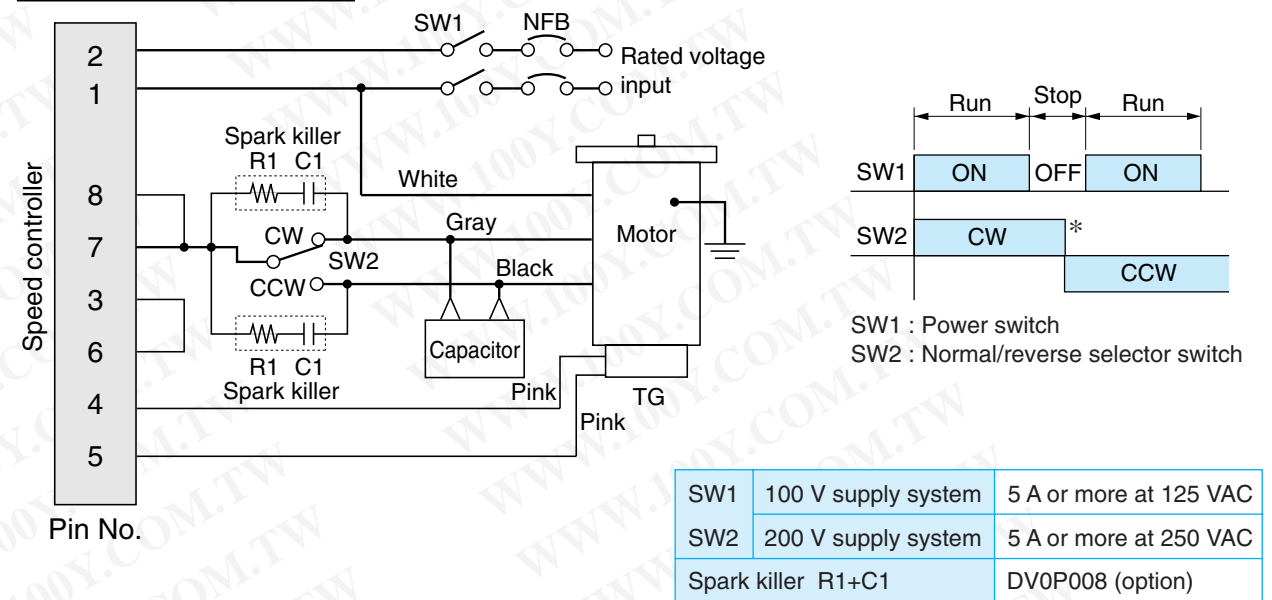 SW1 NFB
2 Rated voltage
1 input
Spark killer
R1 C1
8 White
CW Gray
7 SW2 Motor
CCW Black
3
6 Capacitor
R1 C1
Spark killer Pink TG
4 Pink
5
Speed controller
Pin No.
Run Stop Run
SW1 ON OFF ON
SW2 CW *
CCW
SW1 : Power switch
SW2 : Normal/reverse selector switch
SW1 100 V supply system 5 A or more at 125 VAC
SW2 200 V supply system 5 A or more at 250 VAC
Spark killer R1+C1 DV0P008 (option)
WWW.100Y.COM.TW